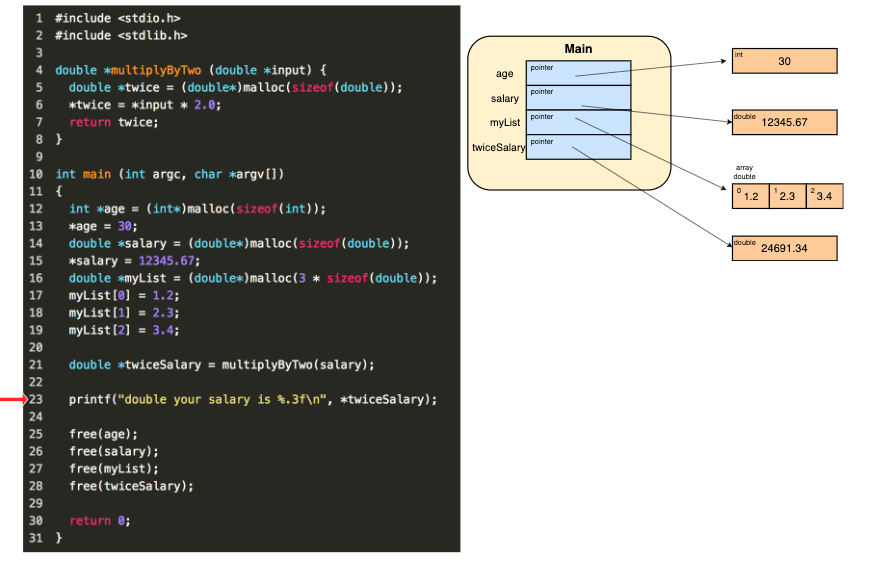 1 #include <stdio.h>
2 #include <stdlib.h>
3
4 double *multiplyByTwo (double *input) {
5   double *twice = (double*)malloc(sizeof(double));
6   *twice = *input * 2.0;
7   return twice;
8 }
9
10 int main (int argc, char *argv[])
11 {
12   int *age = (int*)malloc(sizeof(int));
13   *age = 30;
14   double *salary = (double*)malloc(sizeof(double));
15   *salary = 12345.67;
16   double *myList = (double*)malloc(3 * sizeof(double));
17   myList[0] = 1.2;
18   myList[1] = 2.3;
19   myList[2] = 3.4;
20
21   double *twiceSalary = multiplyByTwo(salary);
22
23   printf("double your salary is %.3f\n", *twiceSalary);
24
25   free(age);
26   free(salary);
27   free(myList);
28   free(twiceSalary);
29
30   return 0;
31 }
Main
age pointer
salary pointer
myList pointer
twiceSalary pointer
int
30
double
12345.67
array
double
0 1.2 1 2.3 2 3.4
double
24691.34